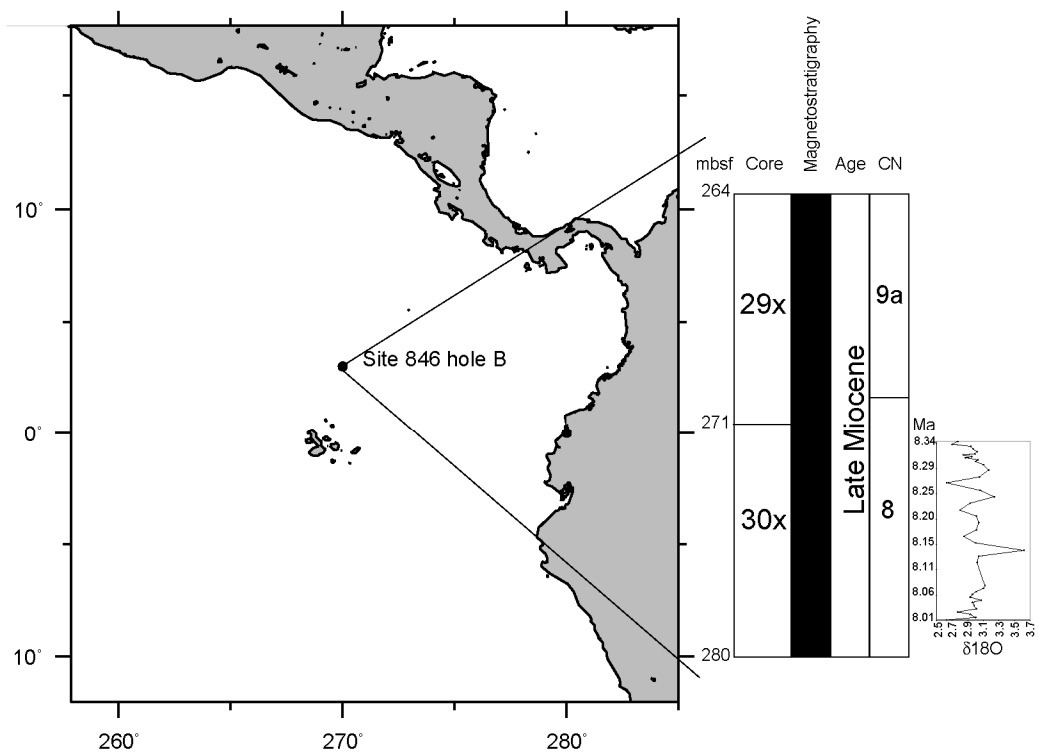 Magnetostratigraphy
mbsf Core Age CN
264
10°
29x
9a
Site 846 hole B
Late Miocene
271
Ma
0°
8.34
8.29
8.25
8
8.20
30x
8.15
8.11
8.06
8.01
2.5 2.7 2.9 3.1 3.3 3.5 3.7
δ18O
10°
280
260° 270° 280°